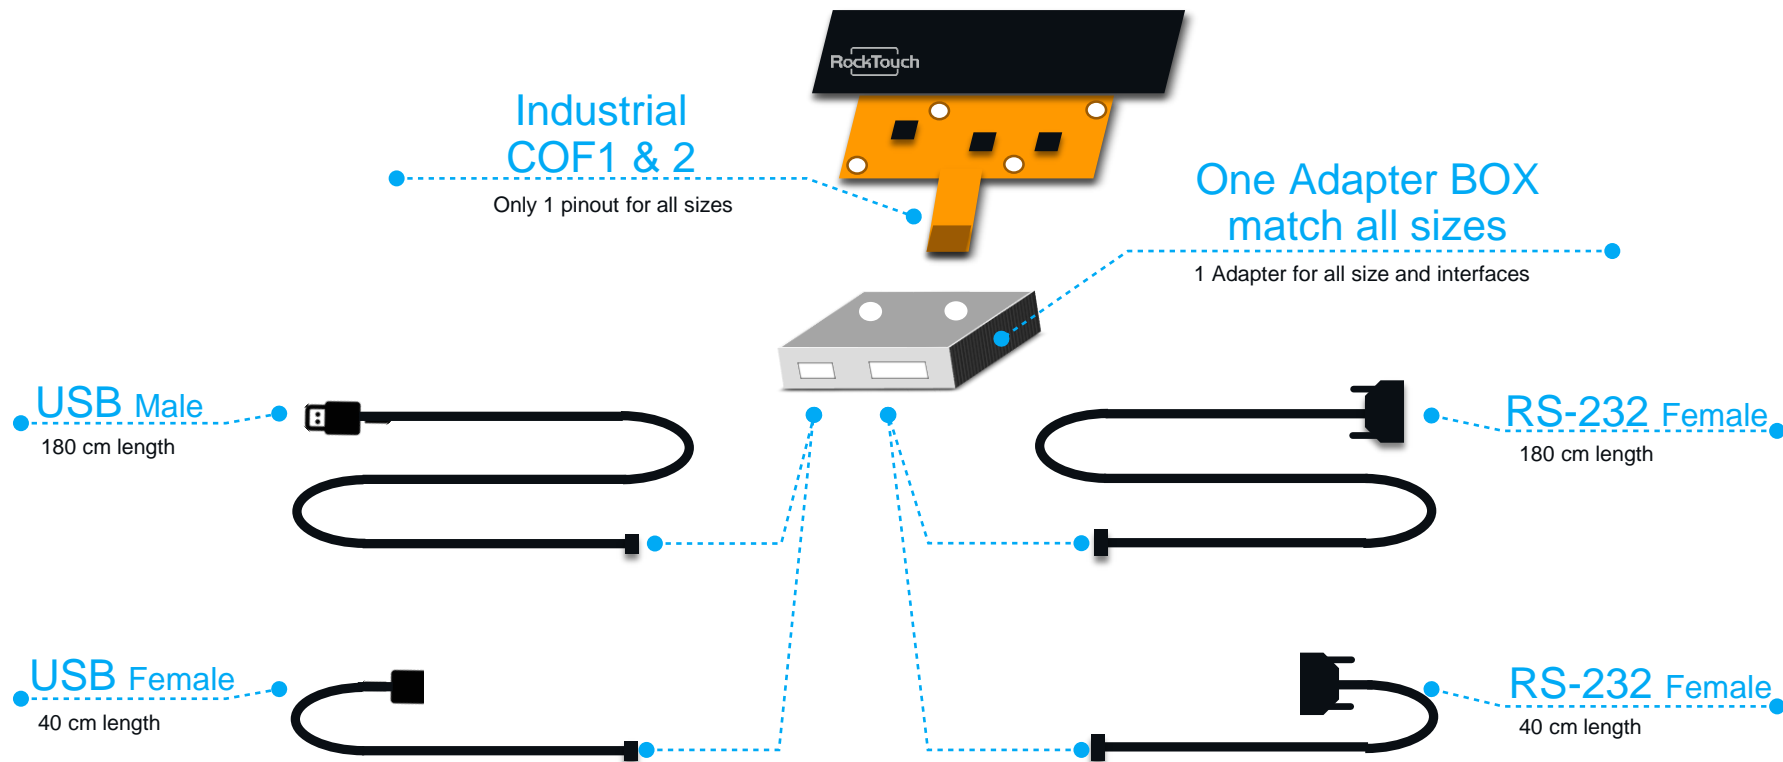 RockTouch
Industrial
COF1 & 2
Only 1 pinout for all sizes
One Adapter BOX
match all sizes
1 Adapter for all size and interfaces
USB Male
180 cm length
RS-232 Female
180 cm length
USB Female
40 cm length
RS-232 Female
40 cm length